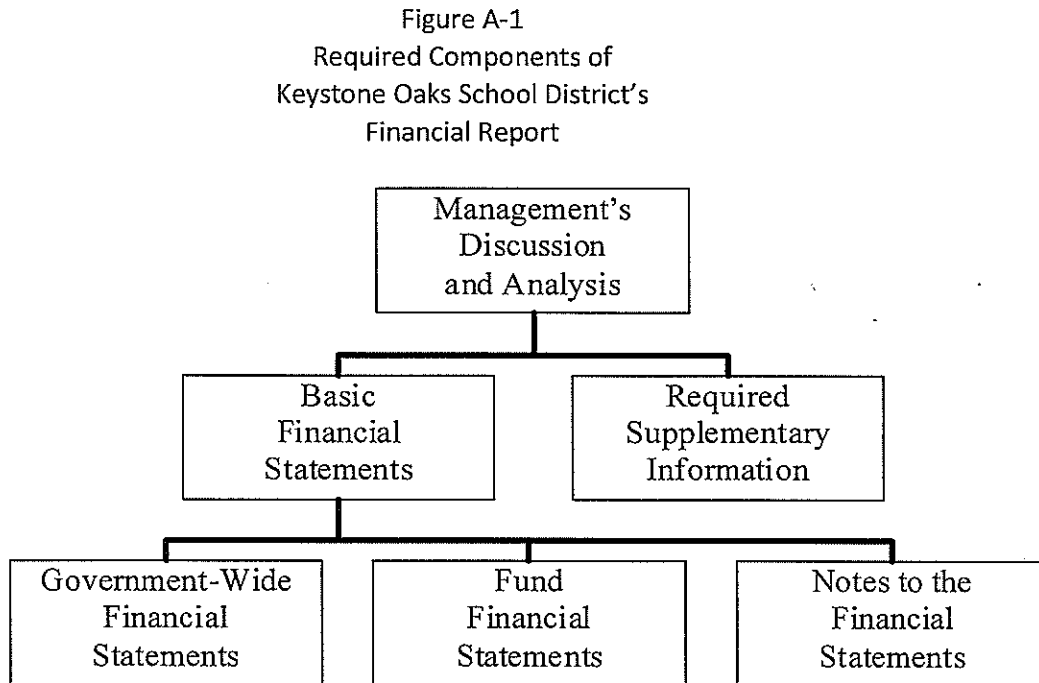 Figure A-1
Required Components of
Keystone Oaks School District's
Financial Report
Management's
Discussion
and Analysis
Basic
Financial
Statements
Required
Supplementary
Information
Government-Wide
Financial
Statements
Fund
Financial
Statements
Notes to the
Financial
Statements